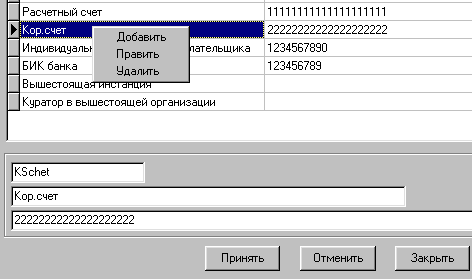 Расчетный счет 11111111111111111111
Кор.счет 22222222222222222222
Индивидуальн лательщика 1234567890
БИК банка 123456789
Вышестоящая инстанция
Куратор в вышестоящей организации
Добавить
Править
Удалить
KSchet
Кор.счет
22222222222222222222
Принять Отменить Закрыть